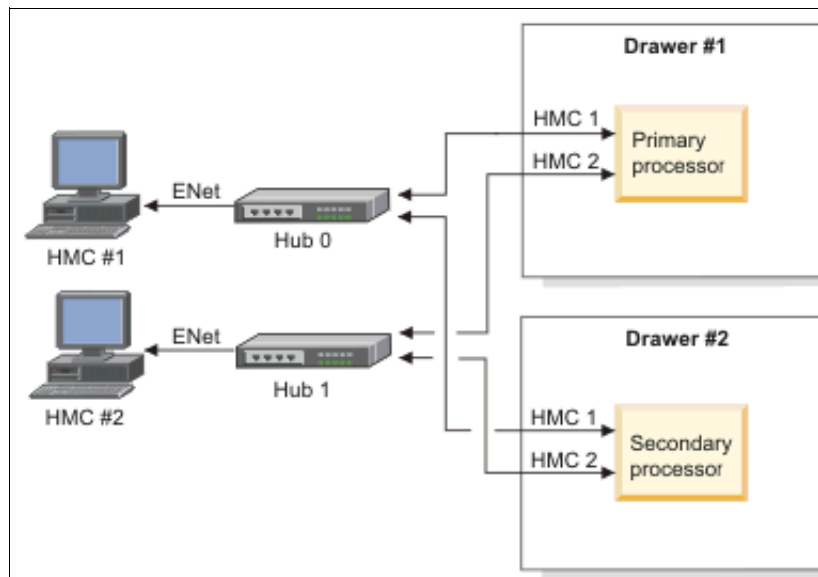 Drawer #1
HMC 1
Primary
processor
HMC 2
ENet
HMC #1
Hub 0
ENet
HMC #2
Hub 1
Drawer #2
HMC 1
Secondary
processor
HMC 2